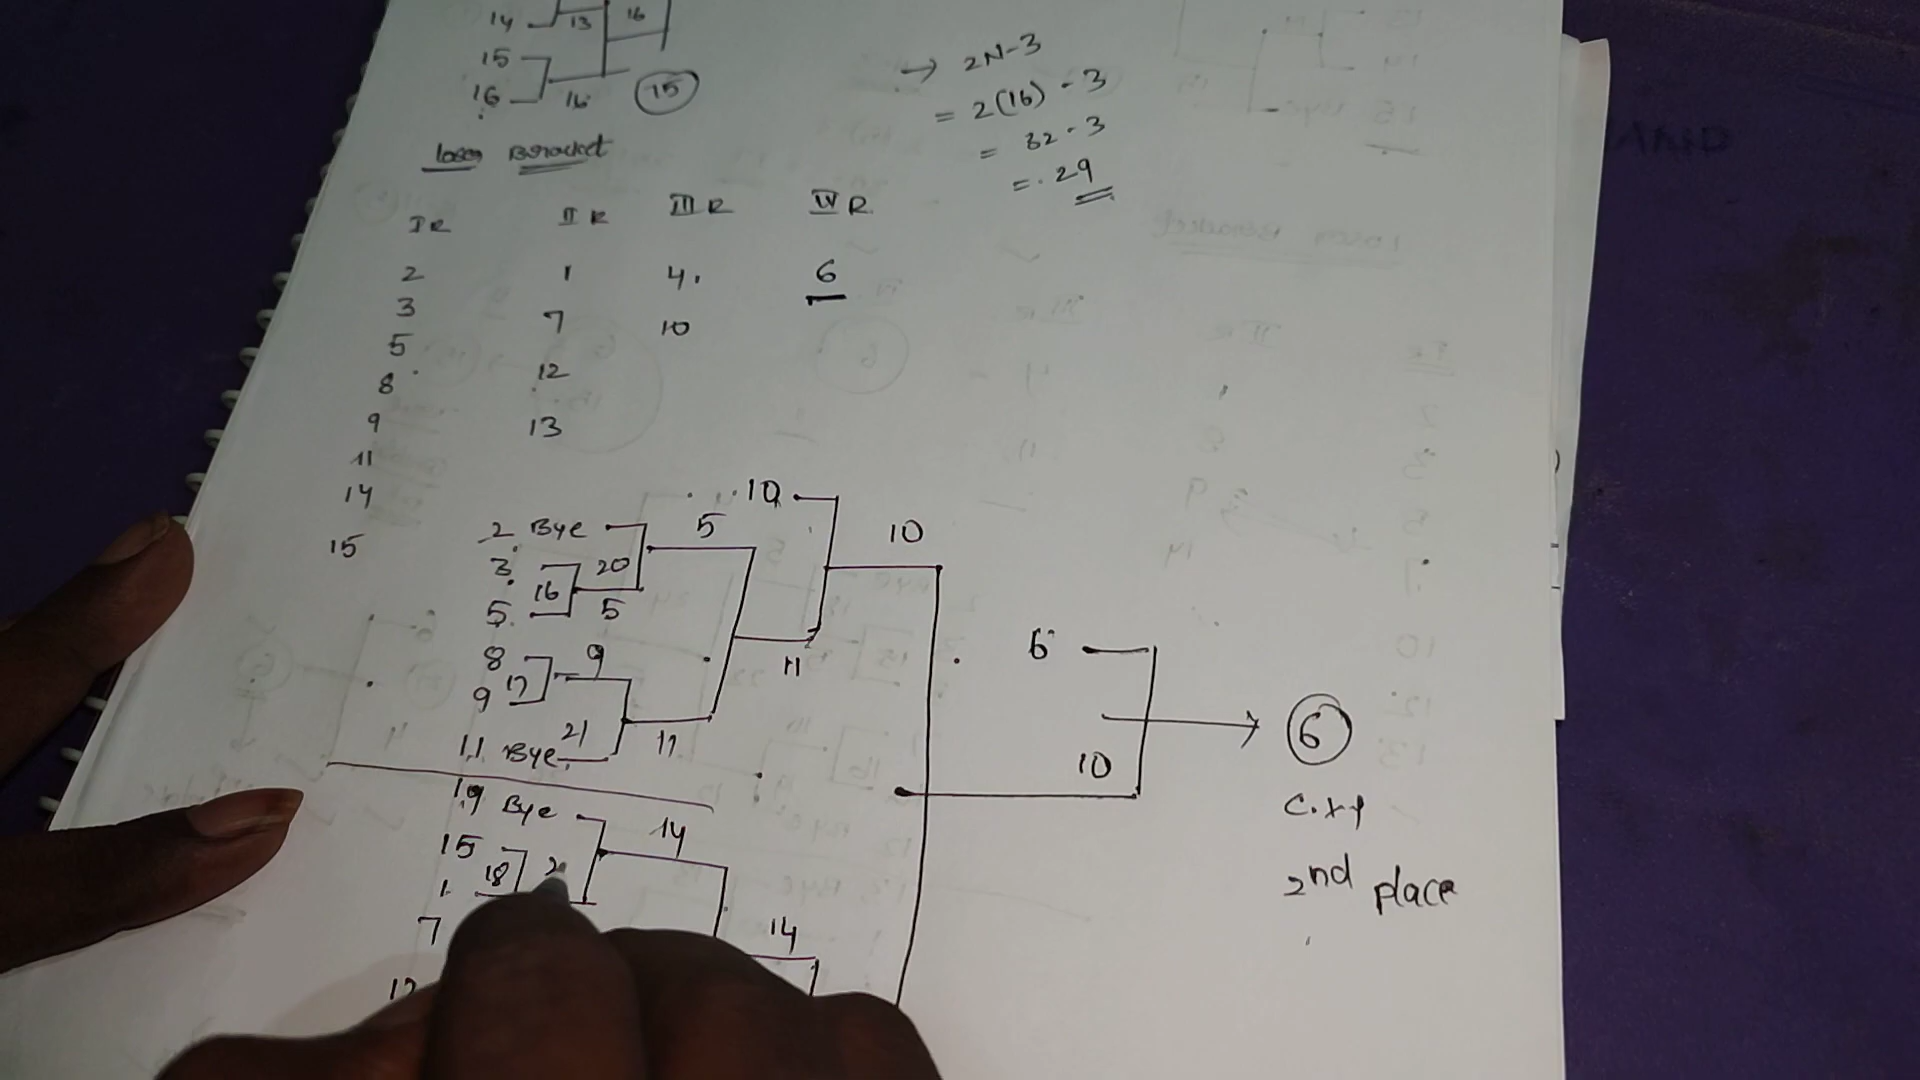 14 13 16
15
16 16 15
→ 2N-3
= 2(16) - 3
= 32 - 3
= 29
loser Bracket
I R II R III R IV R
2 1 4 6
3 7 10
5 12
8 13
9
11
14
15
10
2 Bye 5 10
3 20
16
5 5
8 9 11
17
9
11 Bye 21 11
6
10
6
19 Bye 14
15
18 2
1
7 14
12
2nd place